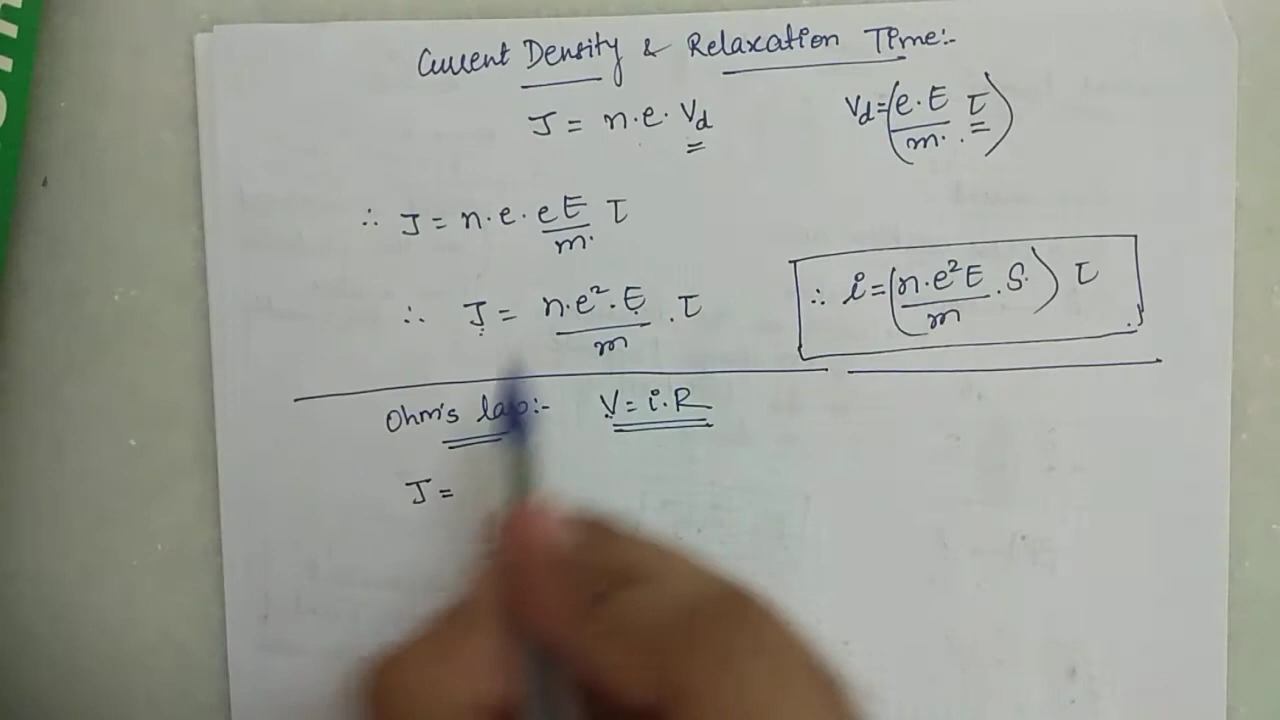 Current Density & Relaxation Time:-
J = n.e. Vd        Vd = (e.E/m . τ)
∴ J = n.e. eE/m. τ
∴ J = n.e².E/m . τ        ∴ i = (n.e²E/m .S.) τ
Ohm's law:-    V = i.R
J =